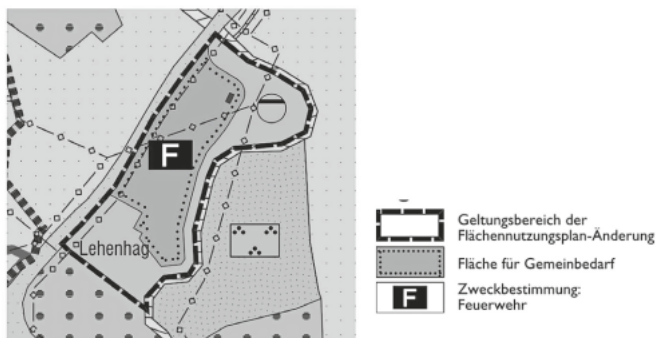 F
Lehenhag
Geltungsbereich der
Flächennutzungsplan-Änderung
Fläche für Gemeinbedarf
F
Zweckbestimmung:
Feuerwehr